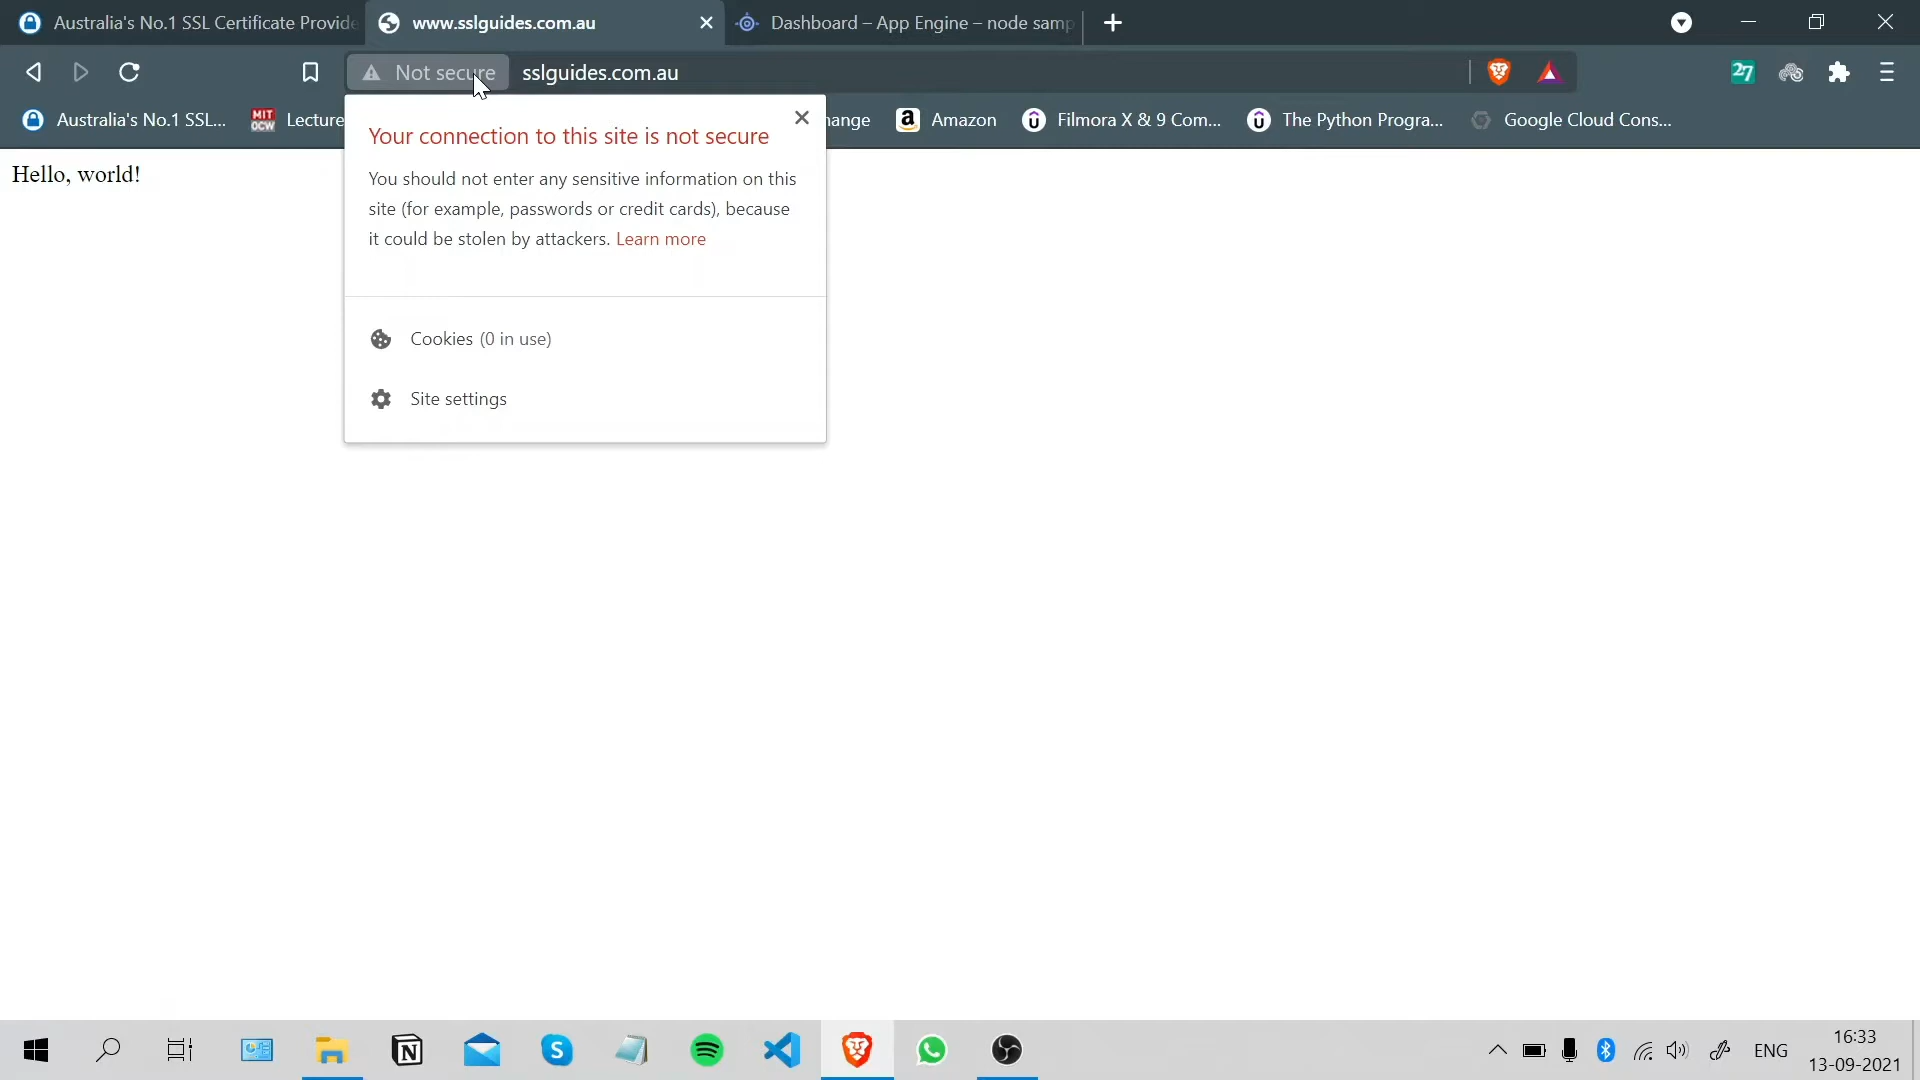 Australia's No.1 SSL Certificate Provide
www.sslguides.com.au
Dashboard – App Engine – node samp
Not secure
sslguides.com.au
27
Australia's No.1 SSL...
MIT
OCW
Lecture
hange
Amazon
Filmora X & 9 Com...
The Python Progra...
Google Cloud Cons...
Your connection to this site is not secure
You should not enter any sensitive information on this
site (for example, passwords or credit cards), because
it could be stolen by attackers. Learn more
Cookies (0 in use)
Site settings
Hello, world!
ENG
16:33
13-09-2021